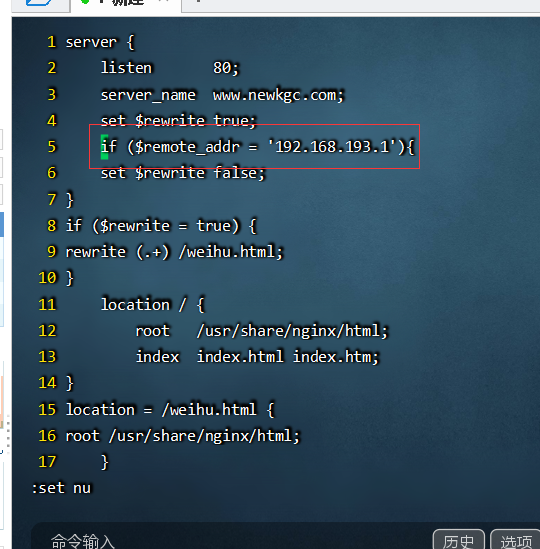 1 server {
2     listen       80;
3     server_name  www.newkgc.com;
4     set $rewrite true;
5     if ($remote_addr = '192.168.193.1'){
6     set $rewrite false;
7 }
8 if ($rewrite = true) {
9 rewrite (.+) /weihu.html;
10 }
11     location / {
12         root   /usr/share/nginx/html;
13         index  index.html index.htm;
14 }
15 location = /weihu.html {
16 root /usr/share/nginx/html;
17     }
:set nu
命令输入
历史 选项